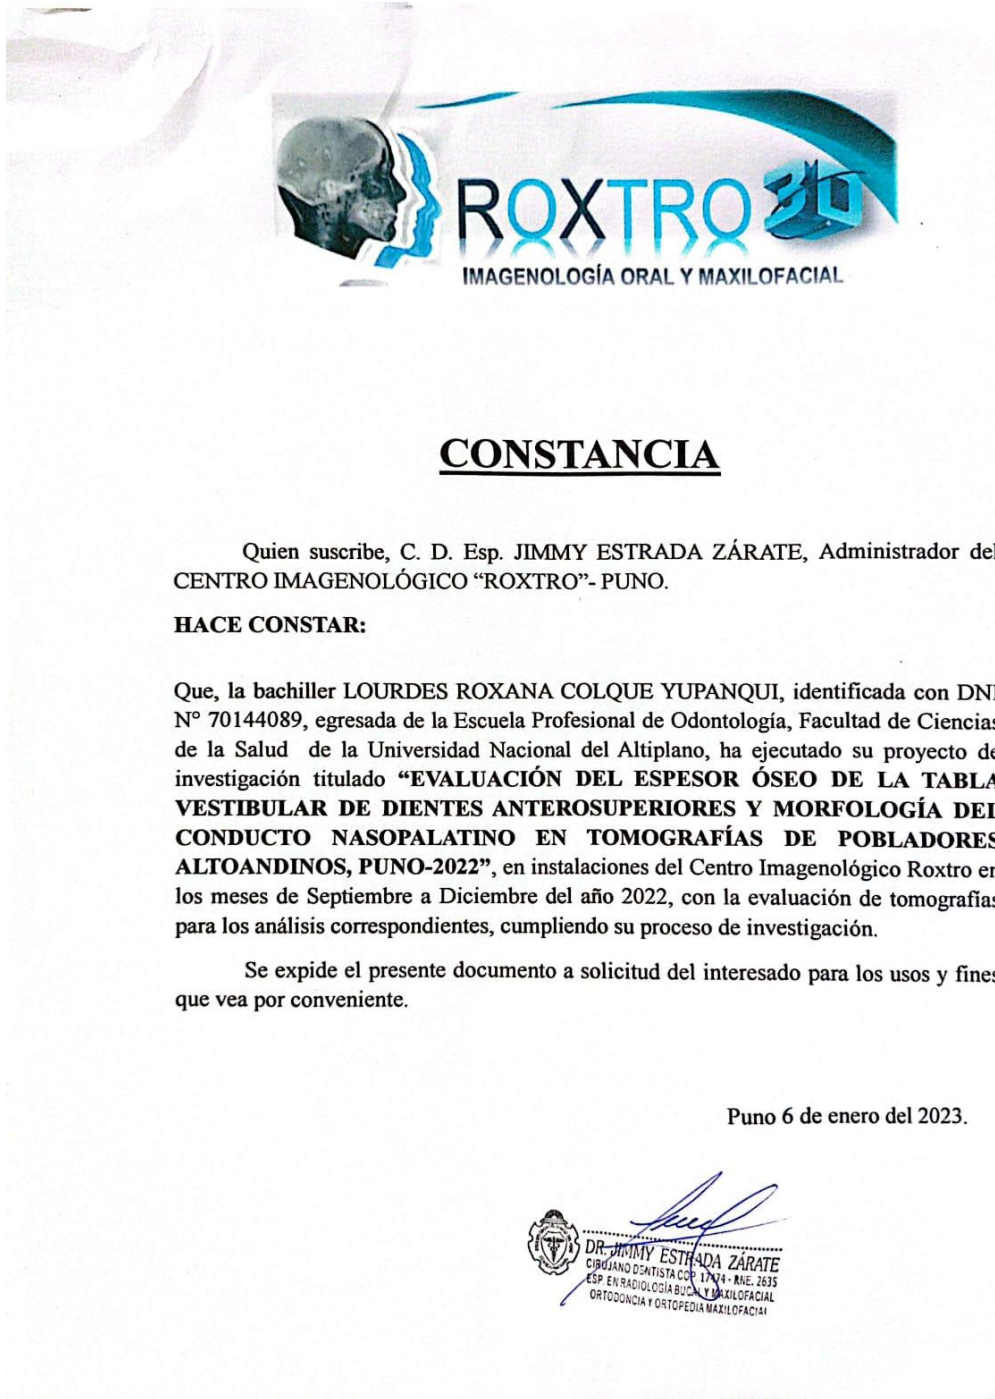 ROXTRO 3D
IMAGENOLOGÍA ORAL Y MAXILOFACIAL
CONSTANCIA
Quien suscribe, C. D. Esp. JIMMY ESTRADA ZÁRATE, Administrador del
CENTRO IMAGENOLÓGICO “ROXTRO”- PUNO.
HACE CONSTAR:
Que, la bachiller LOURDES ROXANA COLQUE YUPANQUI, identificada con DNI
N° 70144089, egresada de la Escuela Profesional de Odontología, Facultad de Ciencias
de la Salud de la Universidad Nacional del Altiplano, ha ejecutado su proyecto de
investigación titulado “EVALUACIÓN DEL ESPESOR ÓSEO DE LA TABLA
VESTIBULAR DE DIENTES ANTEROSUPERIORES Y MORFOLOGÍA DEL
CONDUCTO NASOPALATINO EN TOMOGRAFÍAS DE POBLADORES
ALTOANDINOS, PUNO-2022”, en instalaciones del Centro Imagenológico Roxtro en
los meses de Septiembre a Diciembre del año 2022, con la evaluación de tomografías
para los análisis correspondientes, cumpliendo su proceso de investigación.
Se expide el presente documento a solicitud del interesado para los usos y fines
que vea por conveniente.
Puno 6 de enero del 2023.
DR. JIMMY ESTRADA ZÁRATE
CIRUJANO DENTISTA COP. 17474 - RNE. 2635
ESP. EN RADIOLOGÍA BUCAL Y MAXILOFACIAL
ORTODONCIA Y ORTOPEDIA MAXILOFACIAL